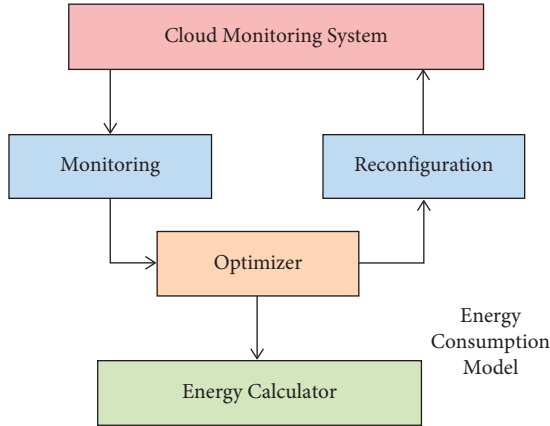 Cloud Monitoring System
Monitoring
Reconfiguration
Optimizer
Energy
Consumption
Model
Energy Calculator